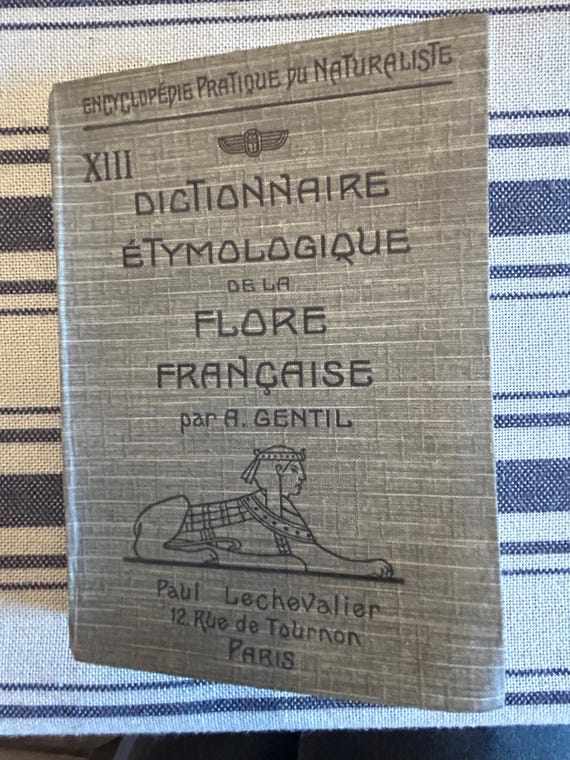 ENCYCLOPÉDIE PRATIQUE DU NATURALISTE
XIII
DICTIONNAIRE
ÉTYMOLOGIQUE
DE LA
FLORE
FRANÇAISE
par A. GENTIL
Paul Lechevalier
12. Rue de Tournon
PARIS